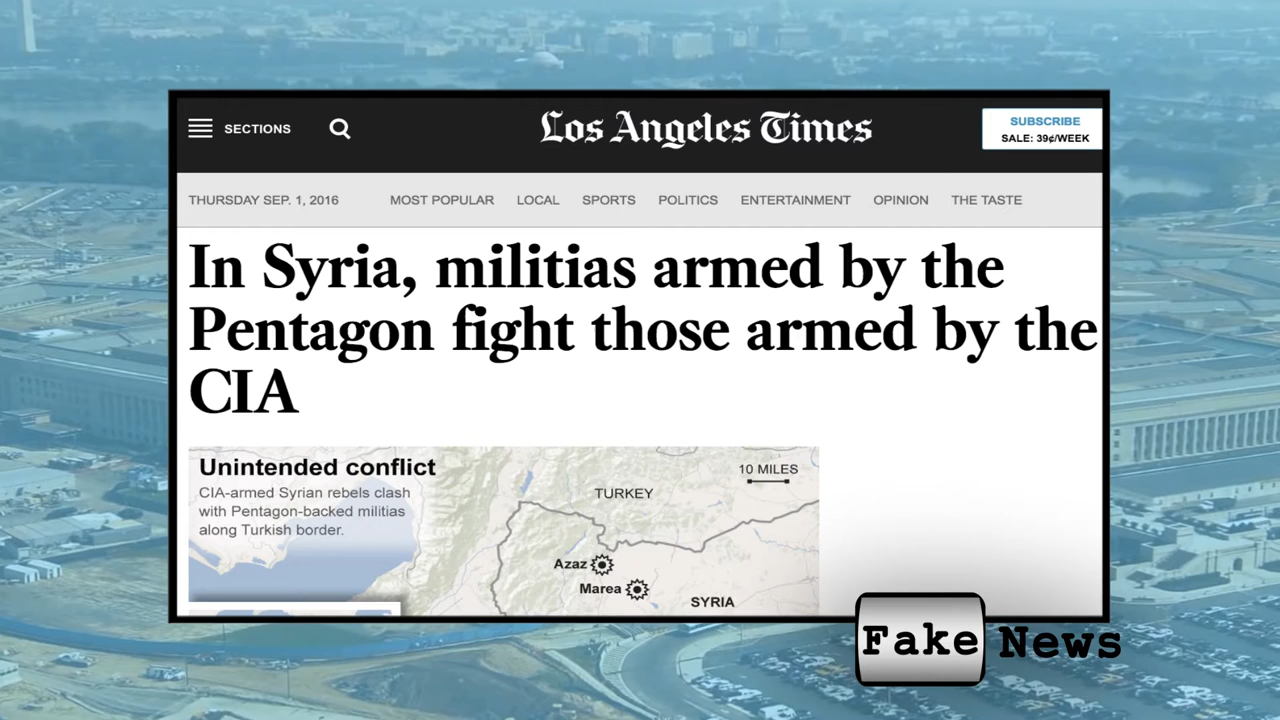 SECTIONS
Los Angeles Times
SUBSCRIBE
SALE: 39¢/WEEK
THURSDAY SEP. 1, 2016 MOST POPULAR LOCAL SPORTS POLITICS ENTERTAINMENT OPINION THE TASTE
In Syria, militias armed by the
Pentagon fight those armed by the
CIA
Unintended conflict
CIA-armed Syrian rebels clash
with Pentagon-backed militias
along Turkish border.
10 MILES
TURKEY
Azaz
Marea
SYRIA
Fake News